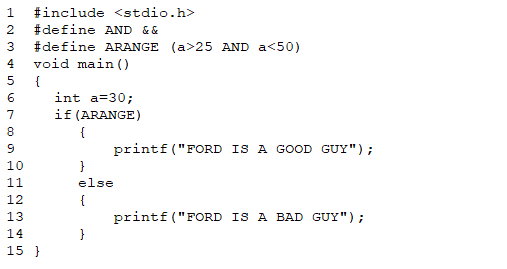 1 #include <stdio.h>
2 #define AND &&
3 #define ARANGE (a>25 AND a<50)
4 void main()
5 {
6 int a=30;
7 if(ARANGE)
8 {
9 printf("FORD IS A GOOD GUY");
10 }
11 else
12 {
13 printf("FORD IS A BAD GUY");
14 }
15 }